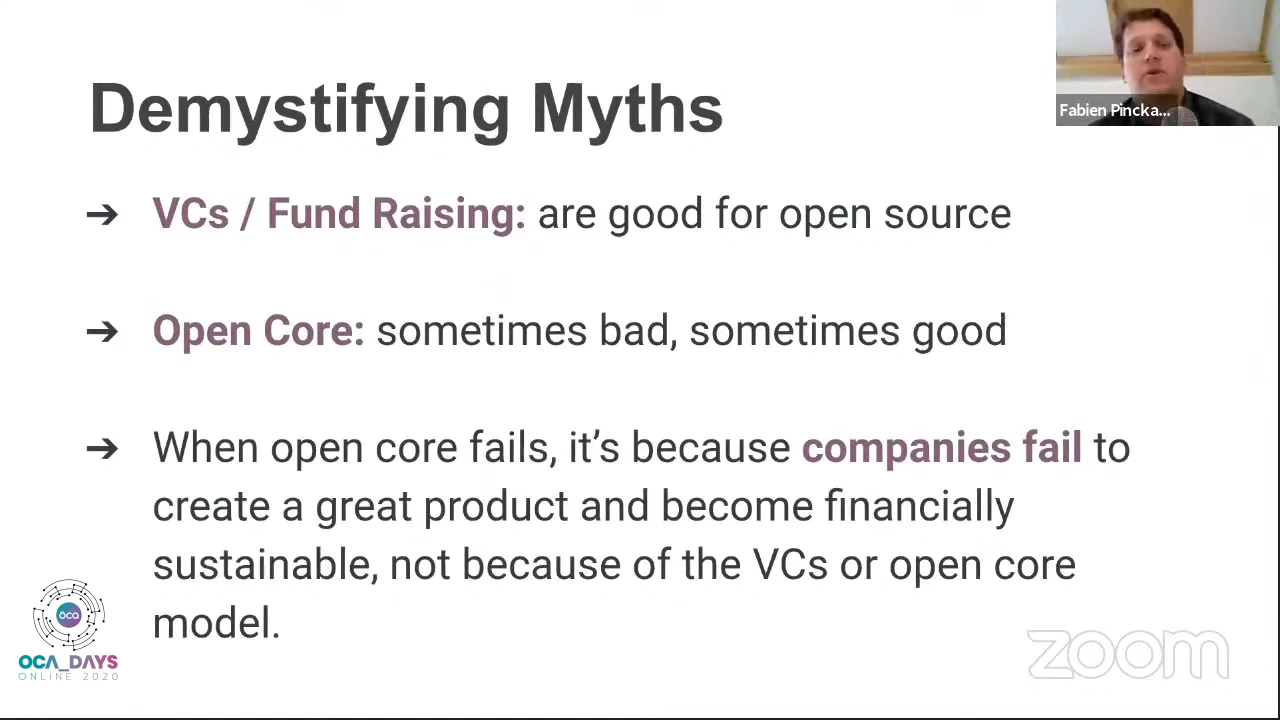 Demystifying Myths
Fabien Pincka...
➔ VCs / Fund Raising: are good for open source
➔ Open Core: sometimes bad, sometimes good
➔ When open core fails, it’s because companies fail to
create a great product and become financially
sustainable, not because of the VCs or open core
model.
oca
OCA_DAYS
ONLINE 2020
zoom